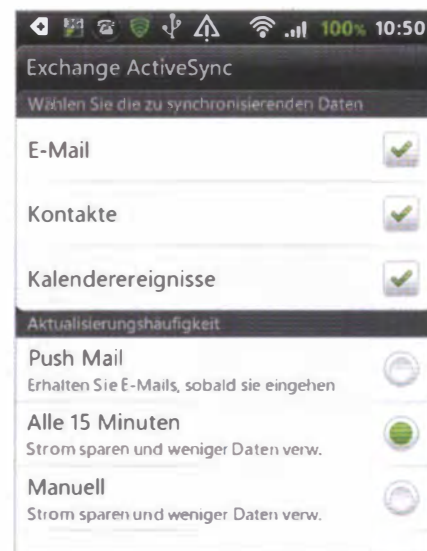 100% 10:50
Exchange ActiveSync
Wählen Sie die zu synchronisierenden Daten
E-Mail
Kontakte
Kalenderereignisse
Aktualisierungshäufigkeit
Push Mail
Erhalten Sie E-Mails, sobald sie eingehen
Alle 15 Minuten
Strom sparen und weniger Daten verw.
Manuell
Strom sparen und weniger Daten verw.